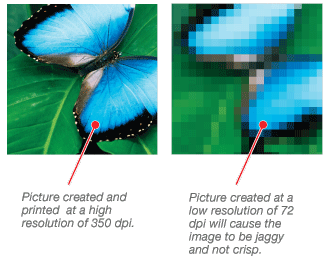 Picture created and
printed  at a high
resolution of 350 dpi.
Picture created at a
low resolution of 72
dpi will cause the
image to be jaggy
and not crisp.